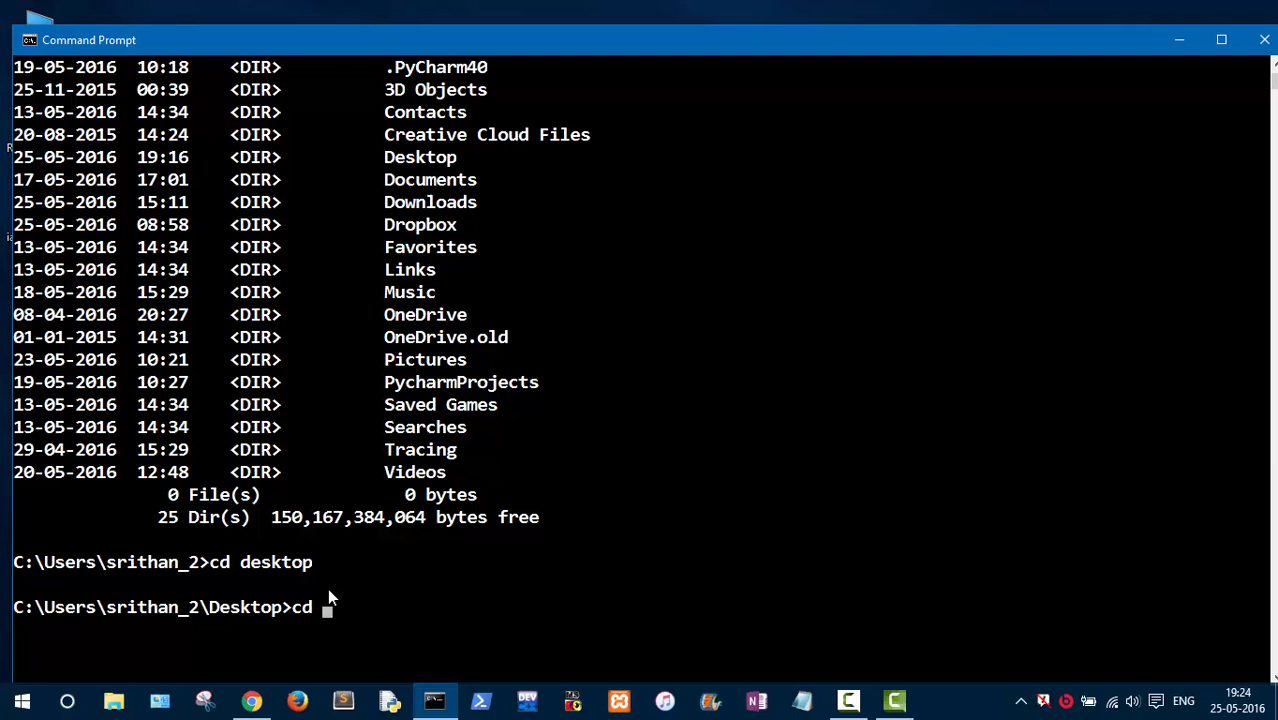 Command Prompt
19-05-2016  10:18    <DIR>          .PyCharm40
25-11-2015  00:39    <DIR>          3D Objects
13-05-2016  14:34    <DIR>          Contacts
20-08-2015  14:24    <DIR>          Creative Cloud Files
25-05-2016  19:16    <DIR>          Desktop
17-05-2016  17:01    <DIR>          Documents
25-05-2016  15:11    <DIR>          Downloads
25-05-2016  08:58    <DIR>          Dropbox
13-05-2016  14:34    <DIR>          Favorites
13-05-2016  14:34    <DIR>          Links
18-05-2016  15:29    <DIR>          Music
08-04-2016  20:27    <DIR>          OneDrive
01-01-2015  14:31    <DIR>          OneDrive.old
23-05-2016  10:21    <DIR>          Pictures
19-05-2016  10:27    <DIR>          PycharmProjects
13-05-2016  14:34    <DIR>          Saved Games
13-05-2016  14:34    <DIR>          Searches
29-04-2016  15:29    <DIR>          Tracing
20-05-2016  12:48    <DIR>          Videos
0 File(s)              0 bytes
25 Dir(s)  150,167,384,064 bytes free
C:\Users\srithan_2>cd desktop
C:\Users\srithan_2\Desktop>cd
ENG
19:24
25-05-2016